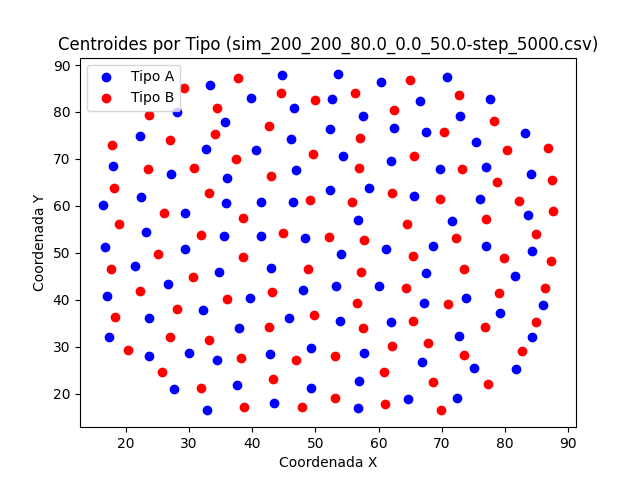 Centroides por Tipo (sim_200_200_80.0_0.0_50.0-step_5000.csv)
Tipo A
Tipo B
90
80
70
60
50
40
30
20
Coordenada Y
20 30 40 50 60 70 80 90
Coordenada X